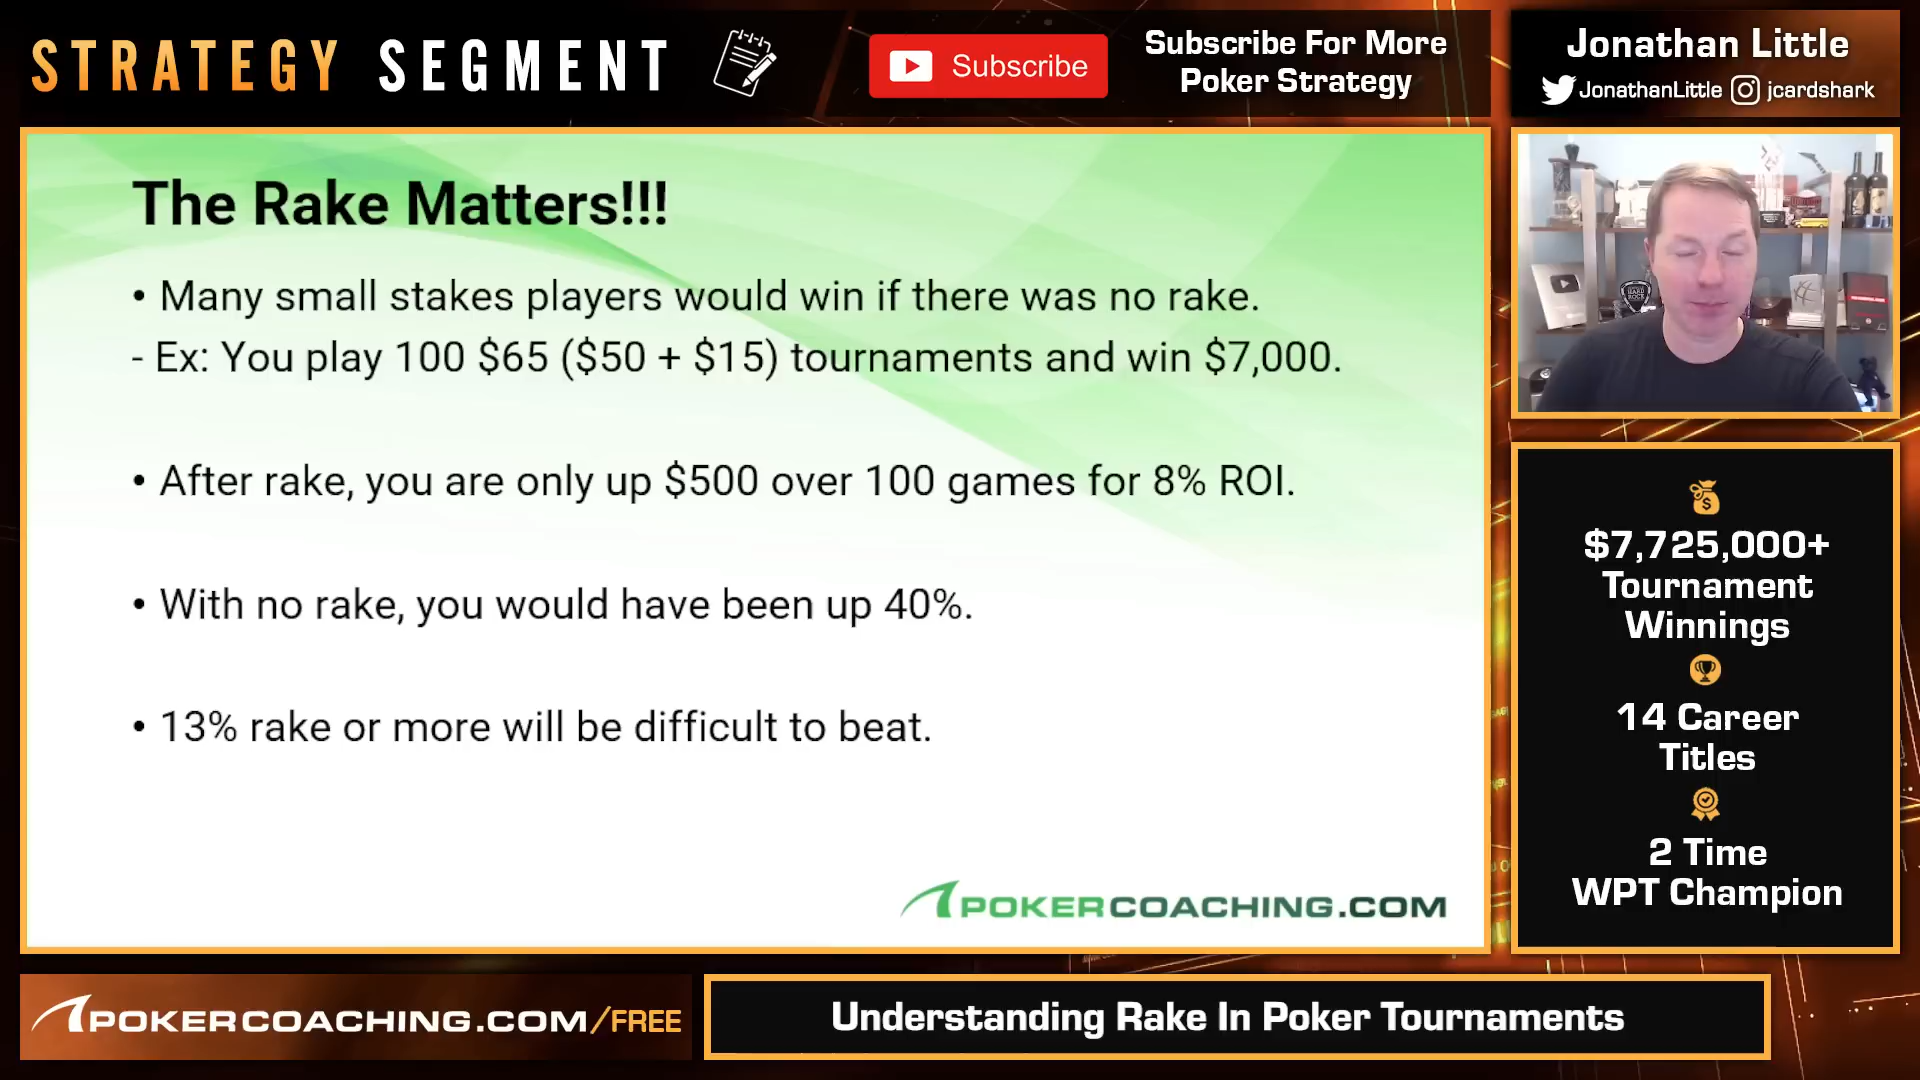 STRATEGY SEGMENT
Subscribe
Subscribe For More
Poker Strategy
Jonathan Little
JonathanLittle jcardshark
The Rake Matters!!!
• Many small stakes players would win if there was no rake.
- Ex: You play 100 $65 ($50 + $15) tournaments and win $7,000.
• After rake, you are only up $500 over 100 games for 8% ROI.
• With no rake, you would have been up 40%.
• 13% rake or more will be difficult to beat.
POKERCOACHING.COM
HARD ROCK
$7,725,000+
Tournament
Winnings
14 Career
Titles
2 Time
WPT Champion
POKERCOACHING.COM/FREE
Understanding Rake In Poker Tournaments